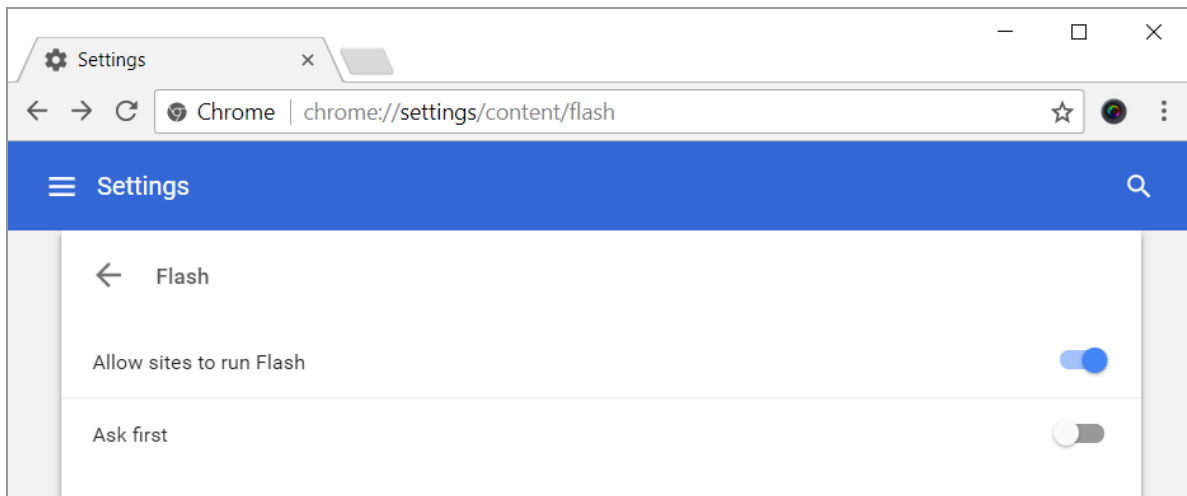 Settings
Chrome | chrome://settings/content/flash
Settings
Flash
Allow sites to run Flash
Ask first